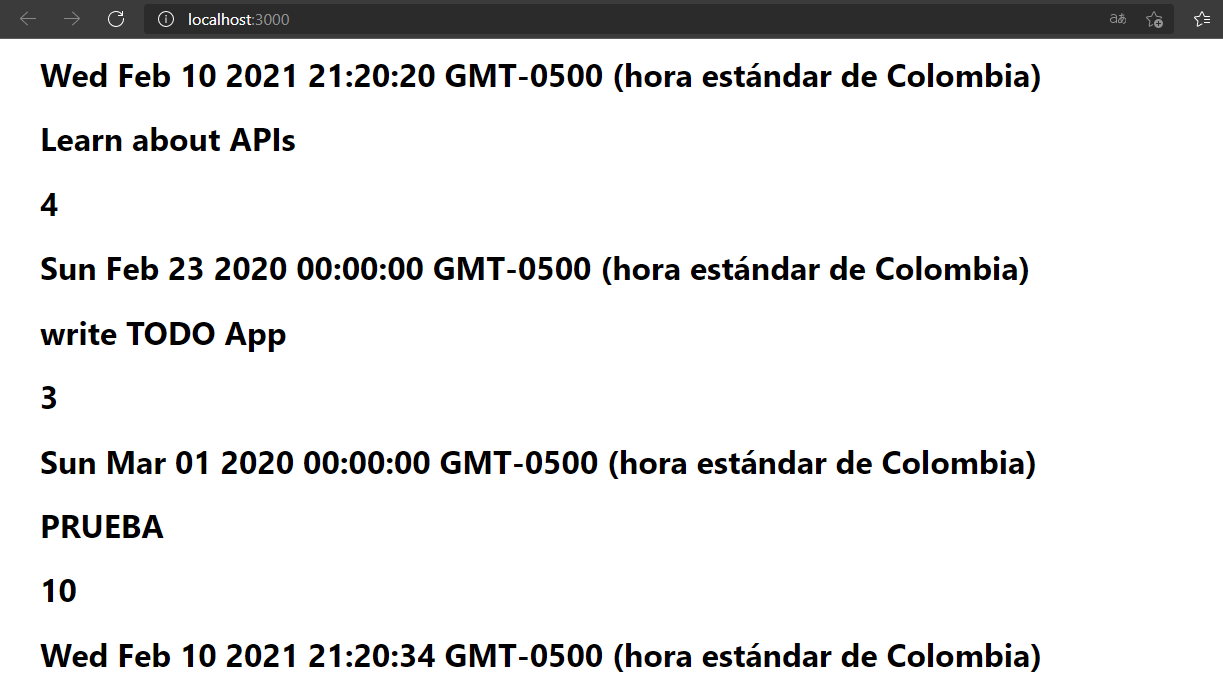 localhost:3000
aあ
Wed Feb 10 2021 21:20:20 GMT-0500 (hora estándar de Colombia)
Learn about APIs
4
Sun Feb 23 2020 00:00:00 GMT-0500 (hora estándar de Colombia)
write TODO App
3
Sun Mar 01 2020 00:00:00 GMT-0500 (hora estándar de Colombia)
PRUEBA
10
Wed Feb 10 2021 21:20:34 GMT-0500 (hora estándar de Colombia)